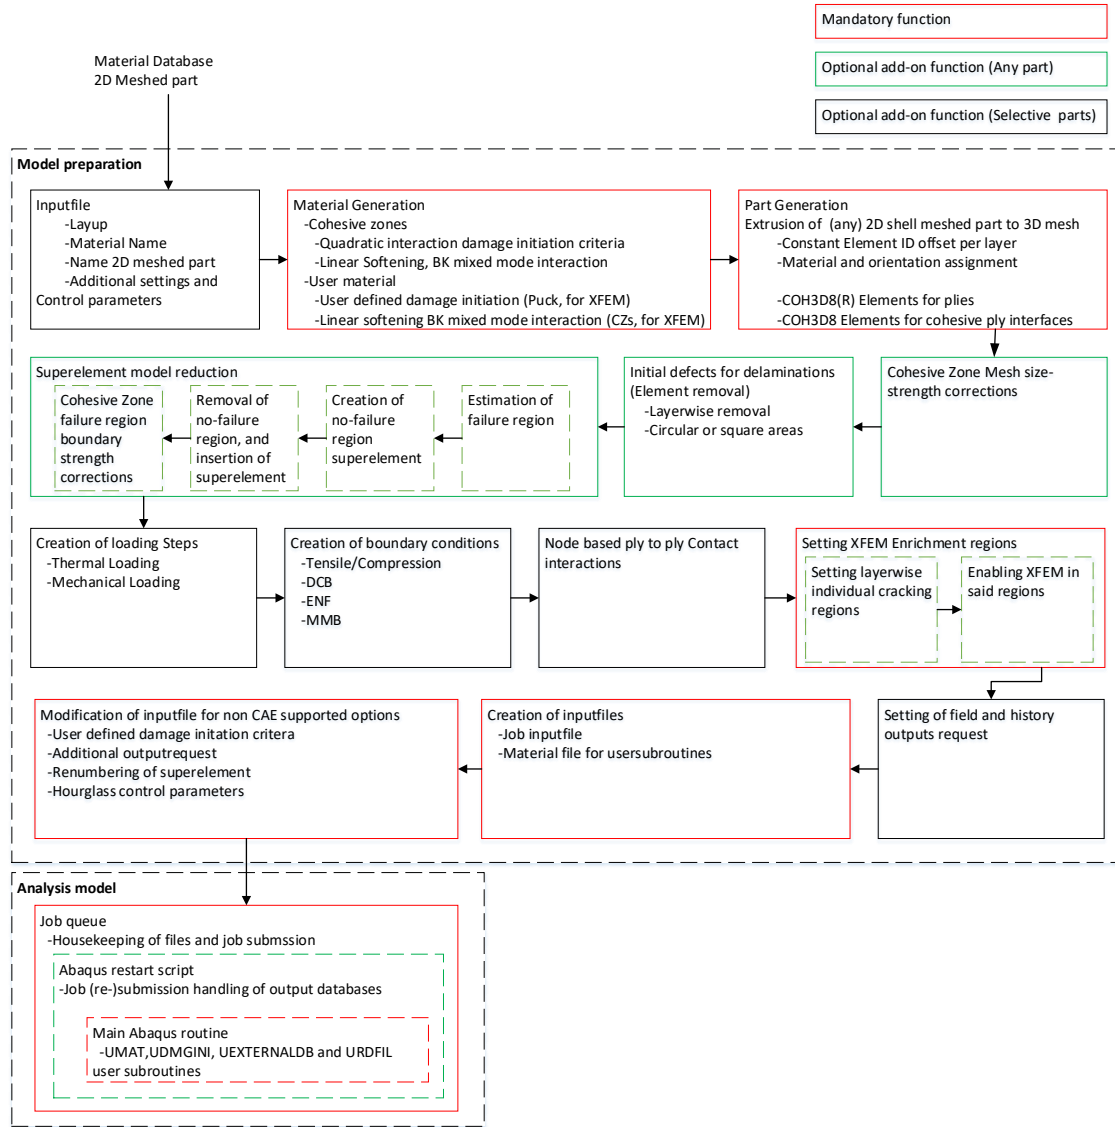 Mandatory function
Optional add-on function (Any part)
Optional add-on function (Selective parts)
Material Database
2D Meshed part
Model preparation
Inputfile
-Layup
-Material Name
-Name 2D meshed part
-Additional settings and
Control parameters
Material Generation
-Cohesive zones
-Quadratic interaction damage initiation criteria
-Linear Softening, BK mixed mode interaction
-User material
-User defined damage initiation (Puck, for XFEM)
-Linear softening BK mixed mode interaction (CZs, for XFEM)
Part Generation
Extrusion of (any) 2D shell meshed part to 3D mesh
-Constant Element ID offset per layer
-Material and orientation assignment
-COH3D8(R) Elements for plies
-COH3D8 Elements for cohesive ply interfaces
Superelement model reduction
Cohesive Zone
failure region
boundary
strength
corrections
Removal of
no-failure
region, and
insertion of
superelement
Creation of
no-failure
region
superelement
Estimation of
failure region
Initial defects for delaminations
(Element removal)
-Layerwise removal
-Circular or square areas
Cohesive Zone Mesh size-
strength corrections
Creation of loading Steps
-Thermal Loading
-Mechanical Loading
Creation of boundary conditions
-Tensile/Compression
-DCB
-ENF
-MMB
Node based ply to ply Contact
interactions
Setting XFEM Enrichment regions
Setting layerwise
individual cracking
regions
Enabling XFEM in
said regions
Modification of inputfile for non CAE supported options
-User defined damage initation criteria
-Additional outputrequest
-Renumbering of superelement
-Hourglass control parameters
Creation of inputfiles
-Job inputfile
-Material file for usersubroutines
Setting of field and history
outputs request
Analysis model
Job queue
-Housekeeping of files and job submssion
Abaqus restart script
-Job (re-)submission handling of output databases
Main Abaqus routine
-UMAT,UDMGINI, UEXTERNALDB and URDFIL
user subroutines